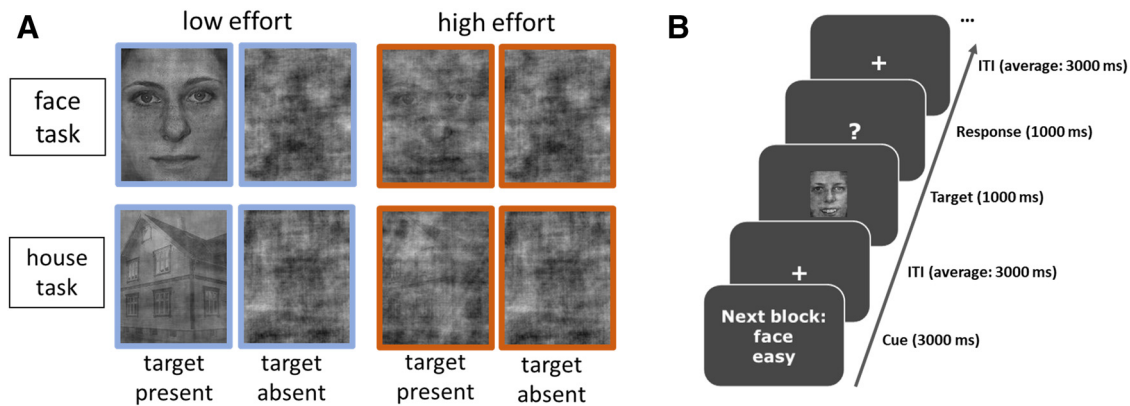 A
low effort
high effort
face
task
house
task
target
present
target
absent
target
present
target
absent
B
...
+
ITI (average: 3000 ms)
?
Response (1000 ms)
Target (1000 ms)
+
ITI (average: 3000 ms)
Next block:
face
easy
Cue (3000 ms)